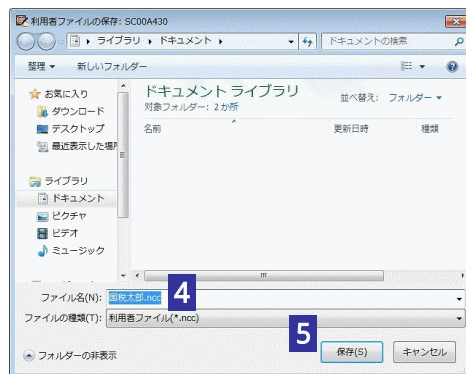 利用者ファイルの保存: SC00A430
ライブラリ ドキュメント
ドキュメントの検索
整理 新しいフォルダー
お気に入り
ダウンロード
デスクトップ
最近表示した場所
ライブラリ
ドキュメント
ピクチャ
ビデオ
ミュージック
ドキュメント ライブラリ
対象フォルダー: 2 か所
並べ替え: フォルダー
名前 更新日時 種類
ファイル名(N): 国税太郎.ncc 4
ファイルの種類(T): 利用者ファイル(*.ncc)
5
フォルダーの非表示 保存(S) キャンセル